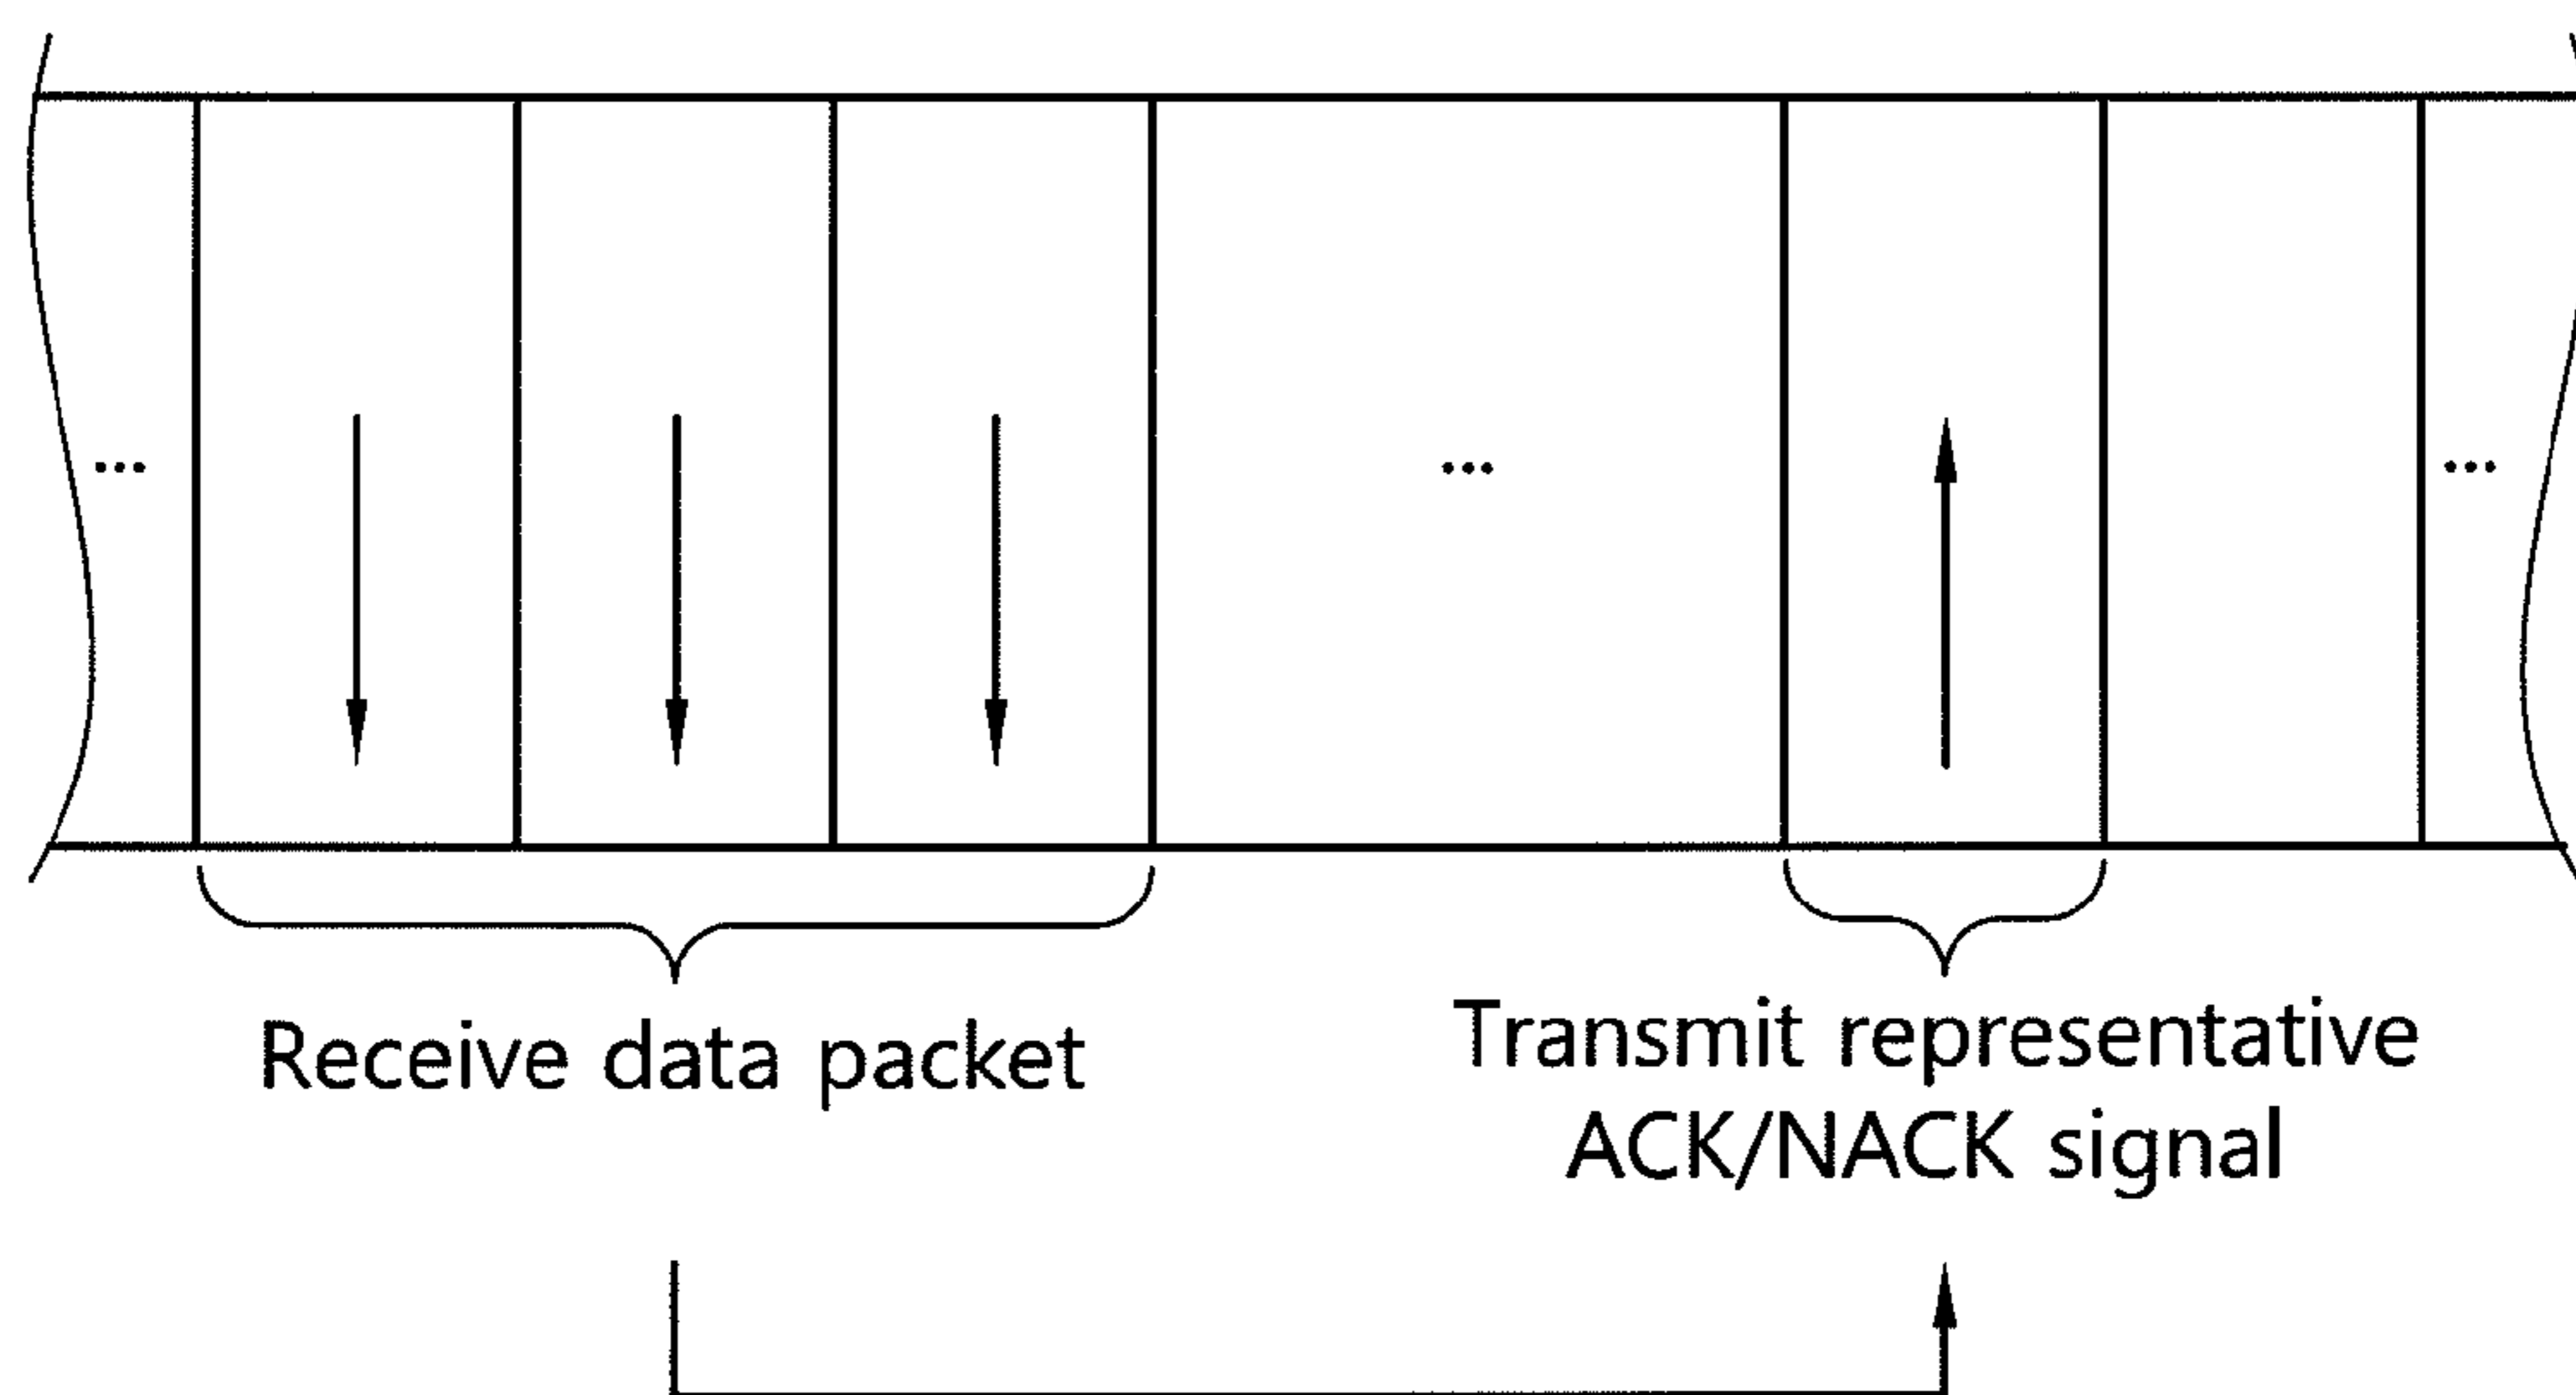 ...
...
...
Receive data packet
Transmit representative
ACK/NACK signal